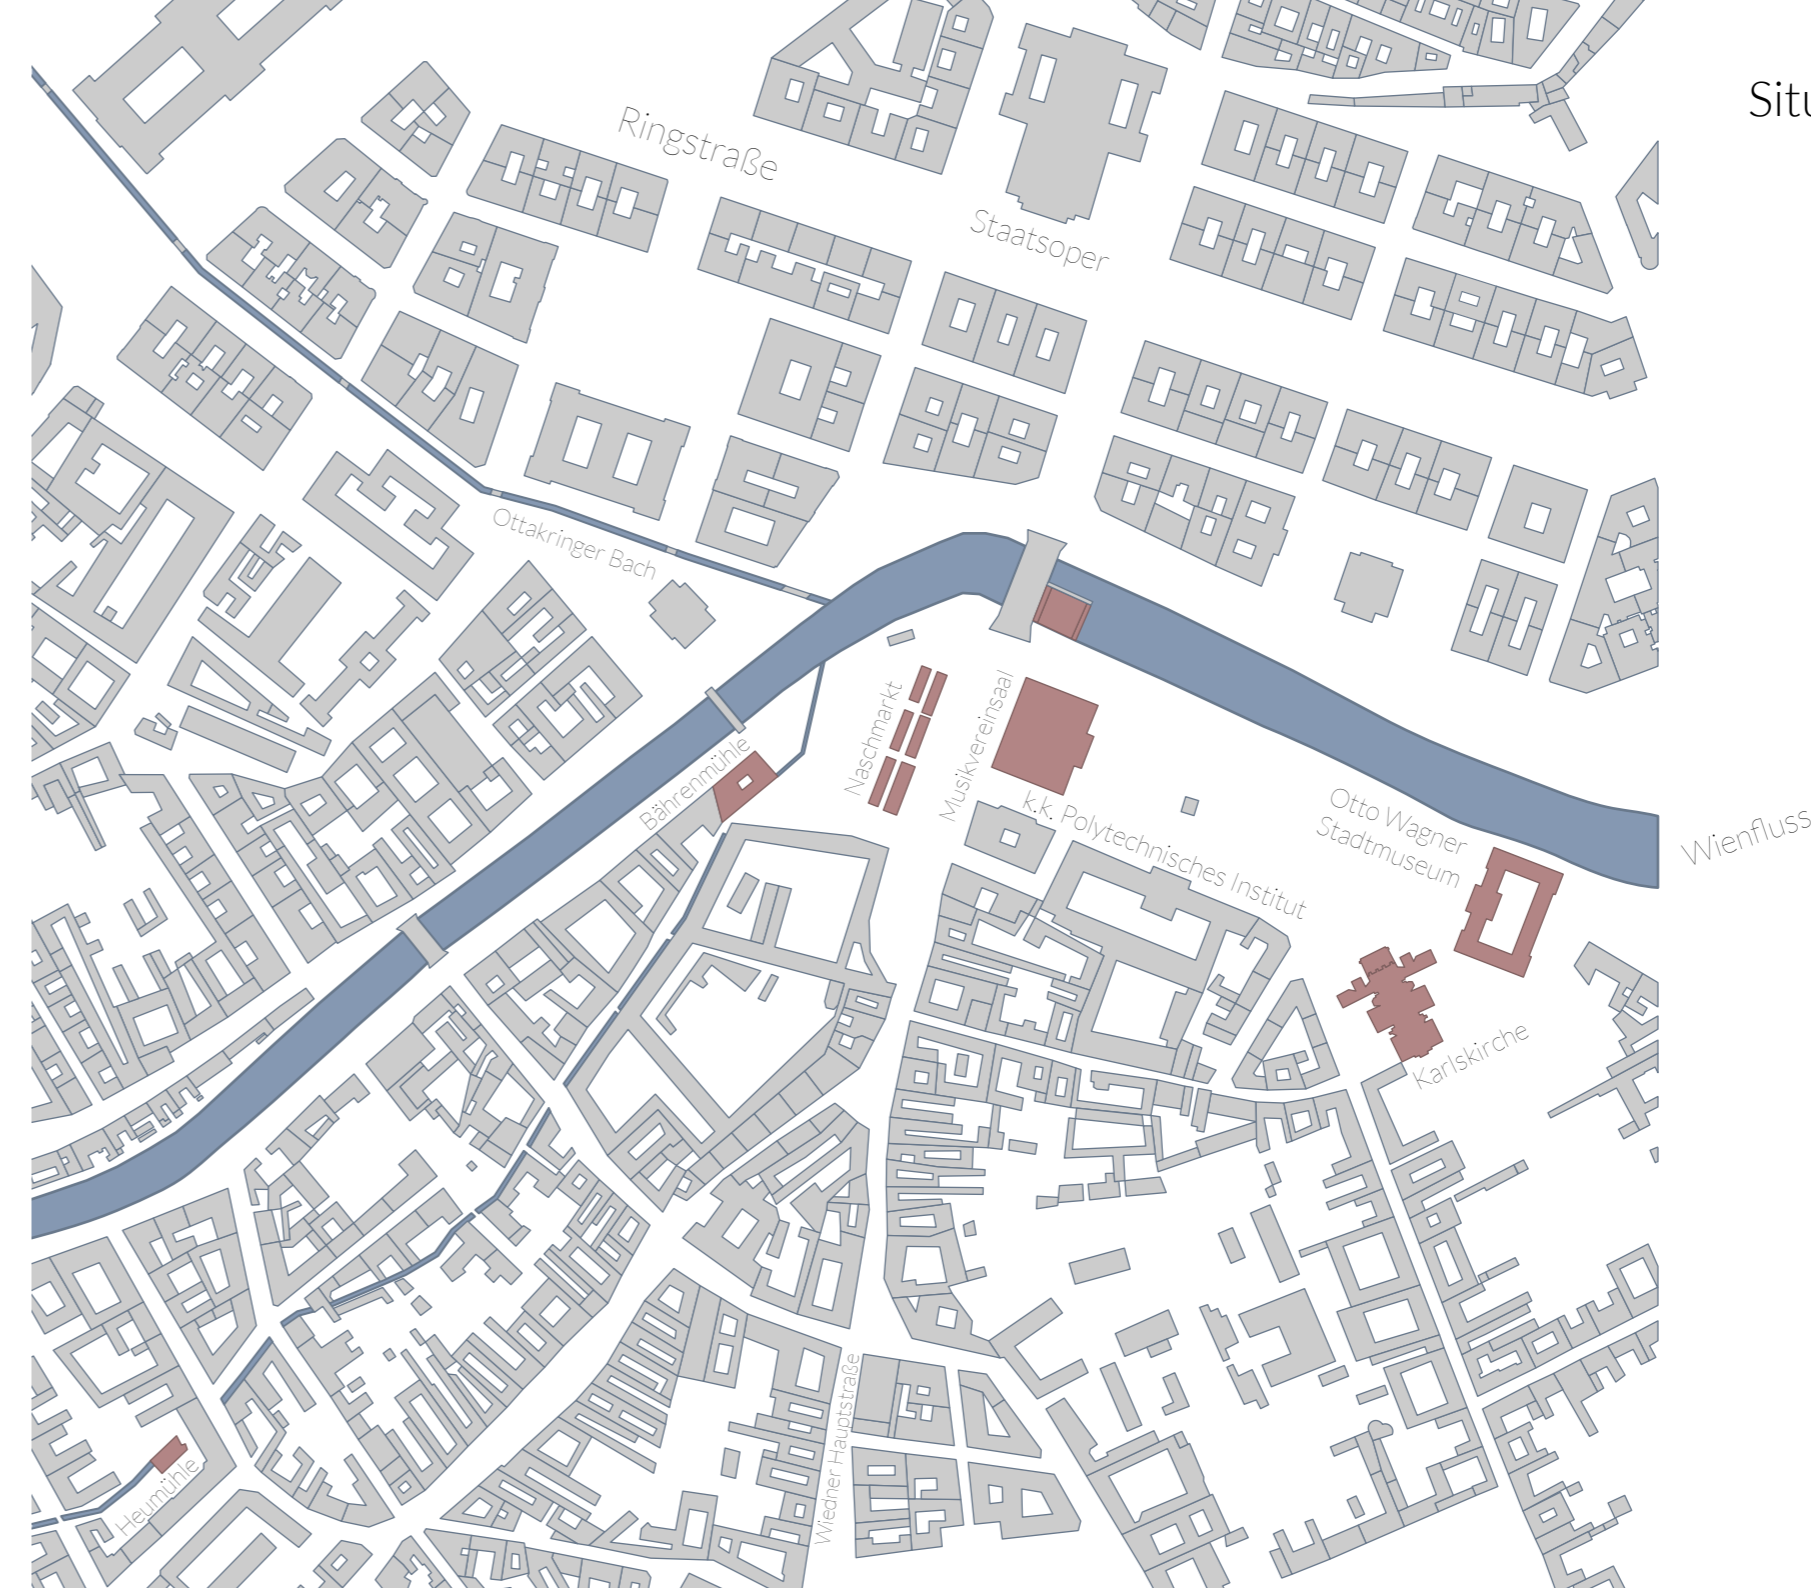 Situ
Ringstraße
Staatsoper
Ottakringer Bach
Naschmarkt
Musikvereinsaal
Bährenmühle
k.k. Polytechnisches Institut
Otto Wagner
Stadtmuseum
Wienfluss
Karlskirche
Wiedner Hauptstraße
Heumühle